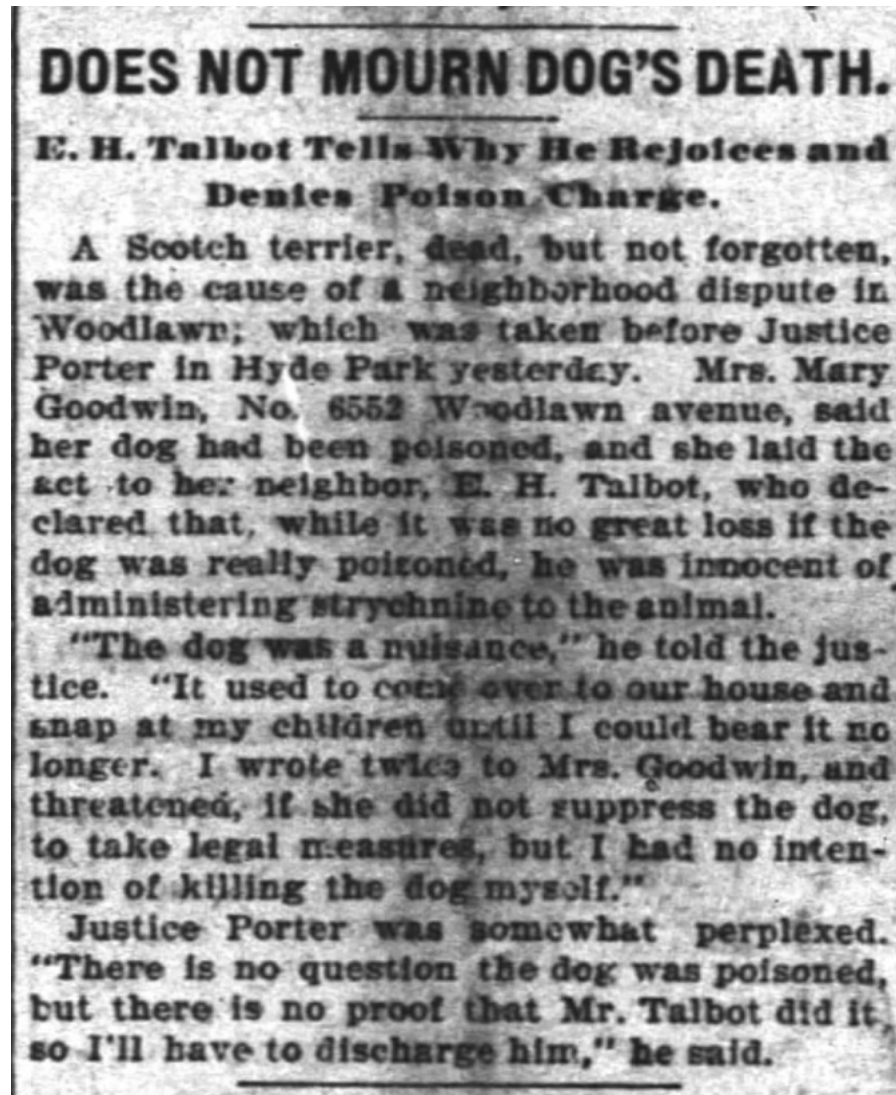 DOES NOT MOURN DOG'S DEATH.
E. H. Talbot Tells Why He Rejoices and
Denies Poison Charge.
A Scotch terrier, dead, but not forgotten,
was the cause of a neighborhood dispute in
Woodlawn; which was taken before Justice
Porter in Hyde Park yesterday. Mrs. Mary
Goodwin, No. 6552 Woodlawn avenue, said
her dog had been poisoned, and she laid the
act to her neighbor, E. H. Talbot, who de-
clared that, while it was no great loss if the
dog was really poisoned, he was innocent of
administering strychnine to the animal.
"The dog was a nuisance," he told the jus-
tice. "It used to come over to our house and
snap at my children until I could bear it no
longer. I wrote twice to Mrs. Goodwin, and
threatened, if she did not suppress the dog,
to take legal measures, but I had no inten-
tion of killing the dog myself."
Justice Porter was somewhat perplexed.
"There is no question the dog was poisoned,
but there is no proof that Mr. Talbot did it,
so I'll have to discharge him," he said.